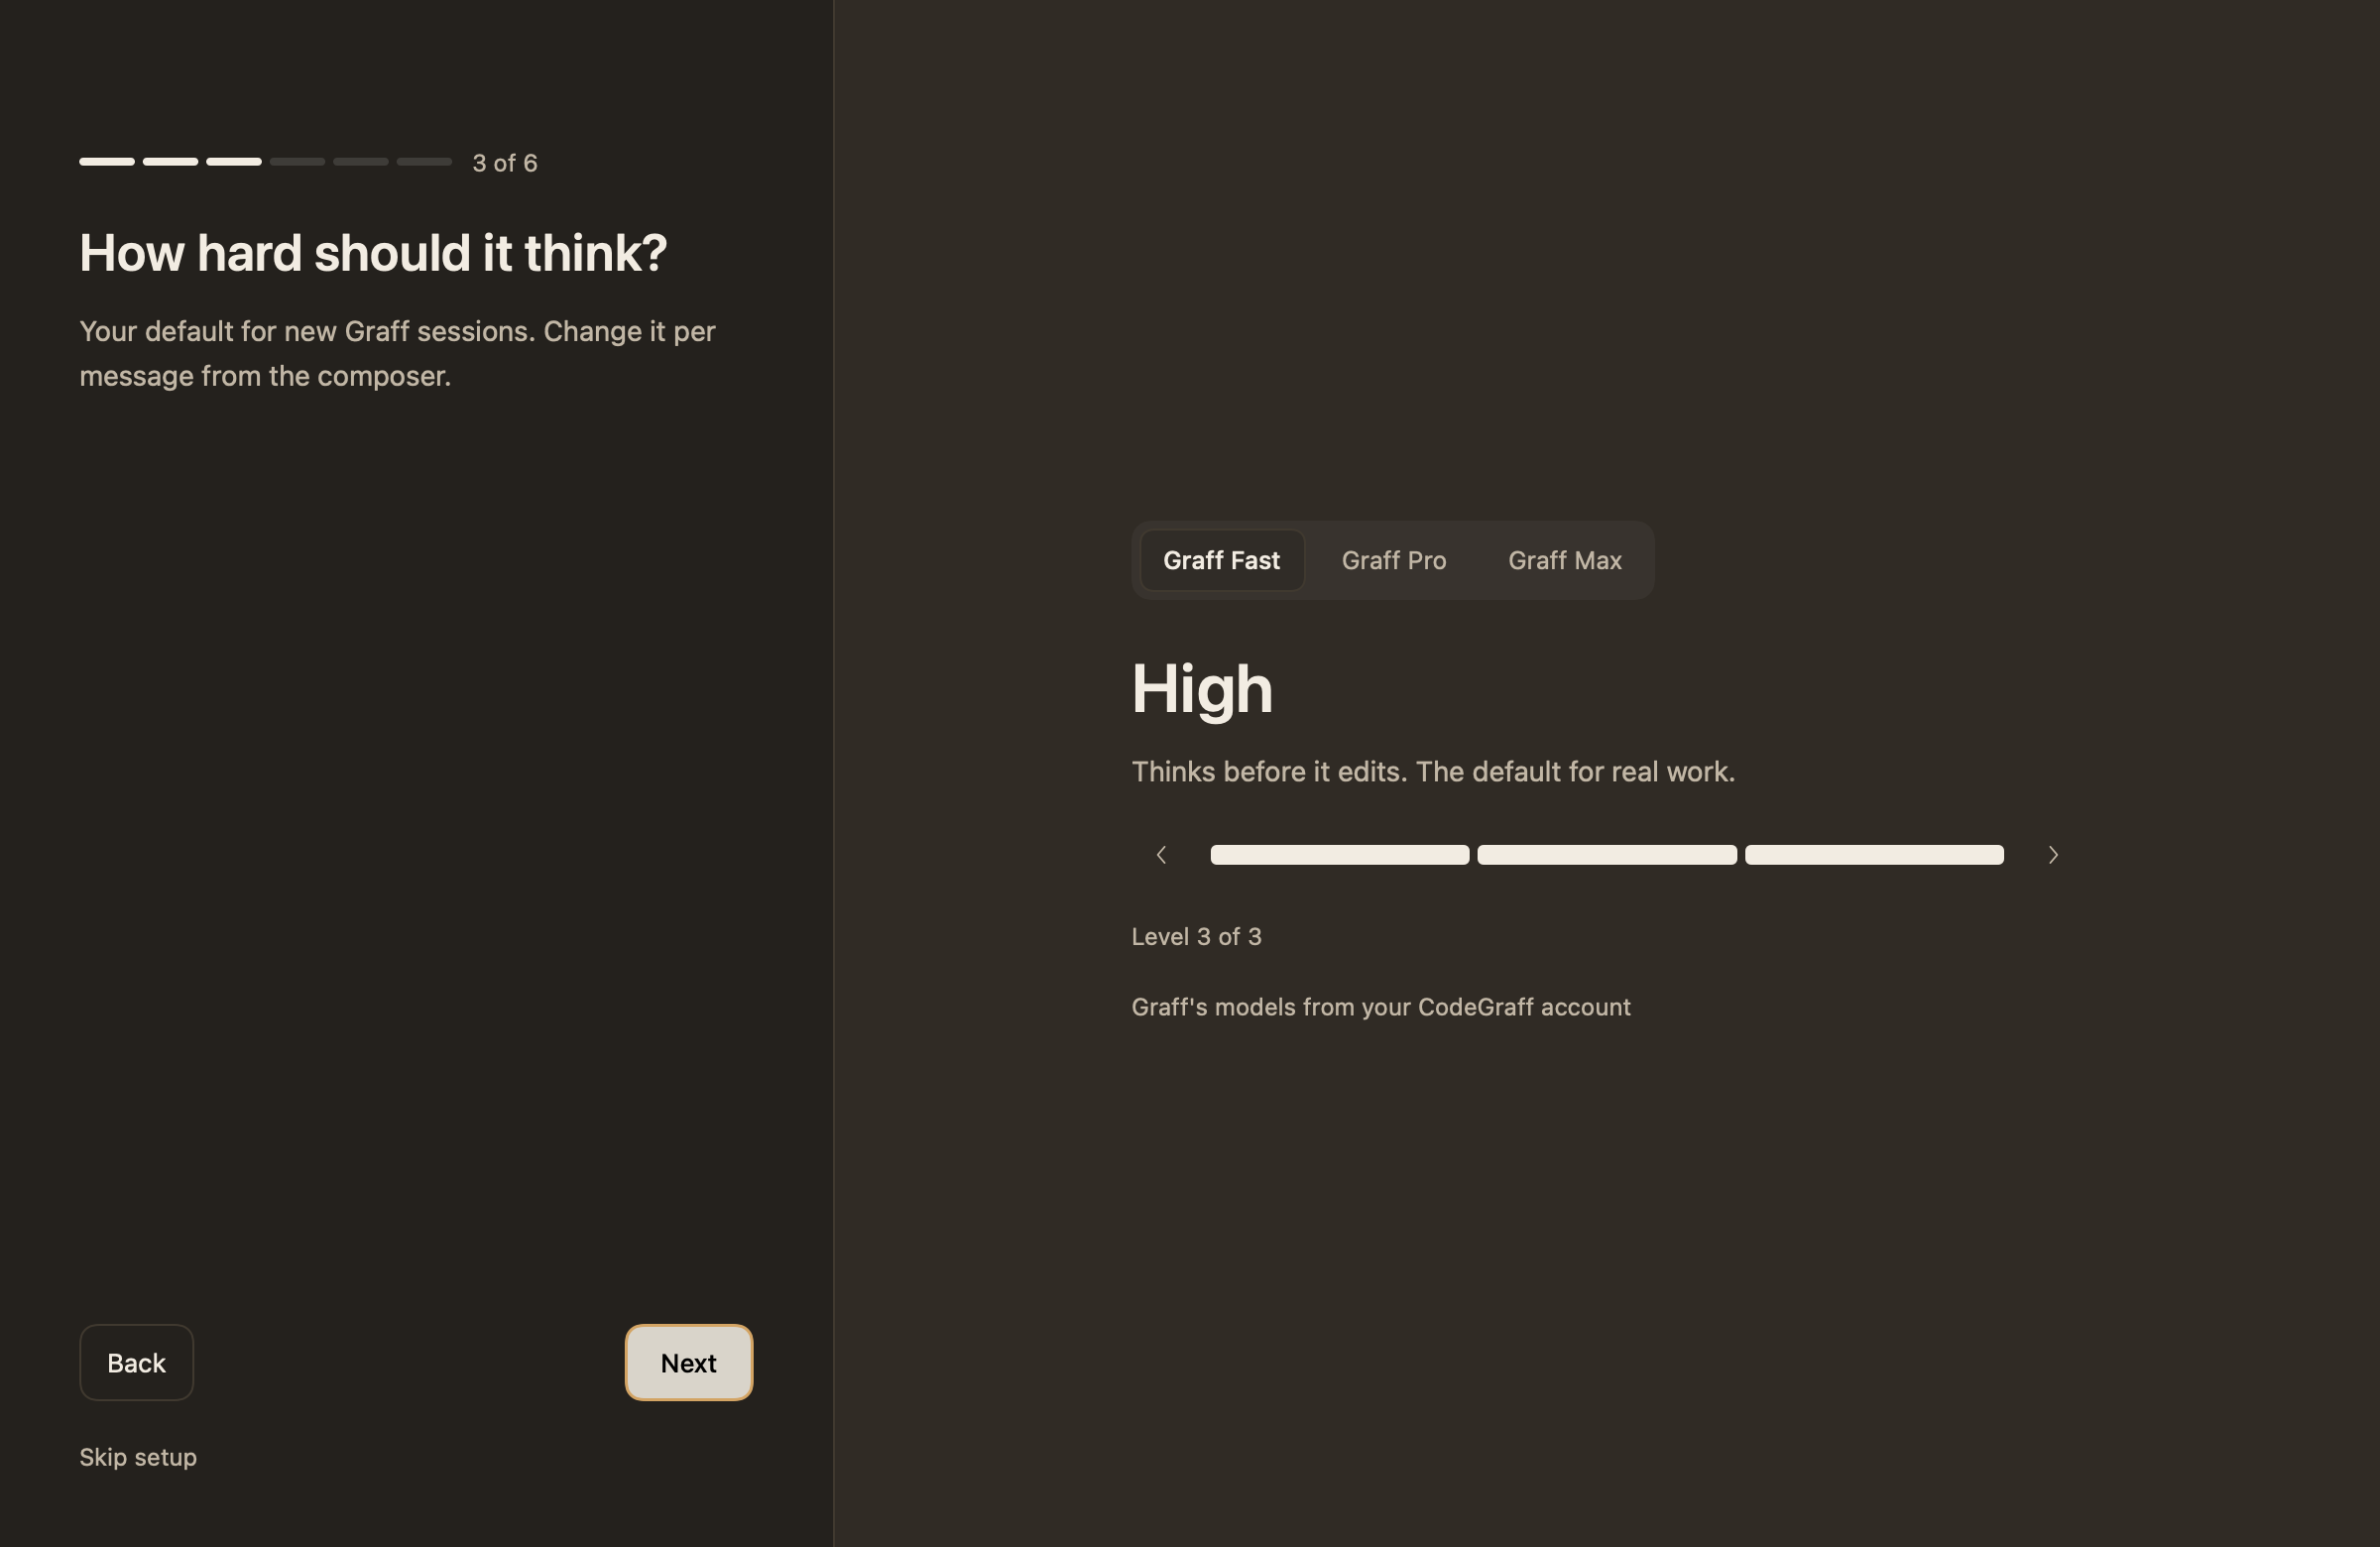 3 of 6
How hard should it think?
Your default for new Graff sessions. Change it per
message from the composer.
Back
Next
Skip setup
Graff Fast
Graff Pro
Graff Max
High
Thinks before it edits. The default for real work.
Level 3 of 3
Graff's models from your CodeGraff account